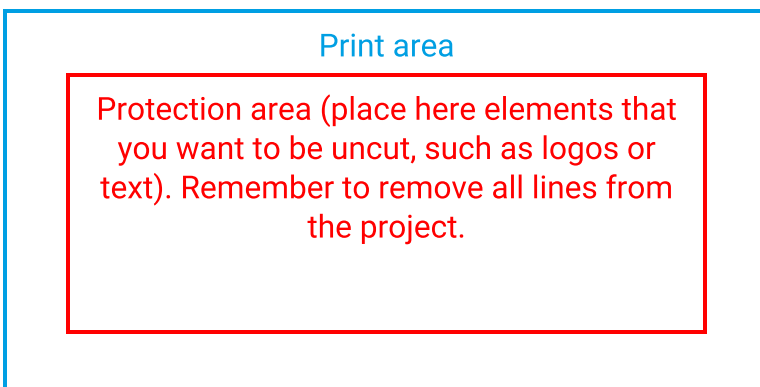 Print area
Protection area (place here elements that
you want to be uncut, such as logos or
text). Remember to remove all lines from
the project.